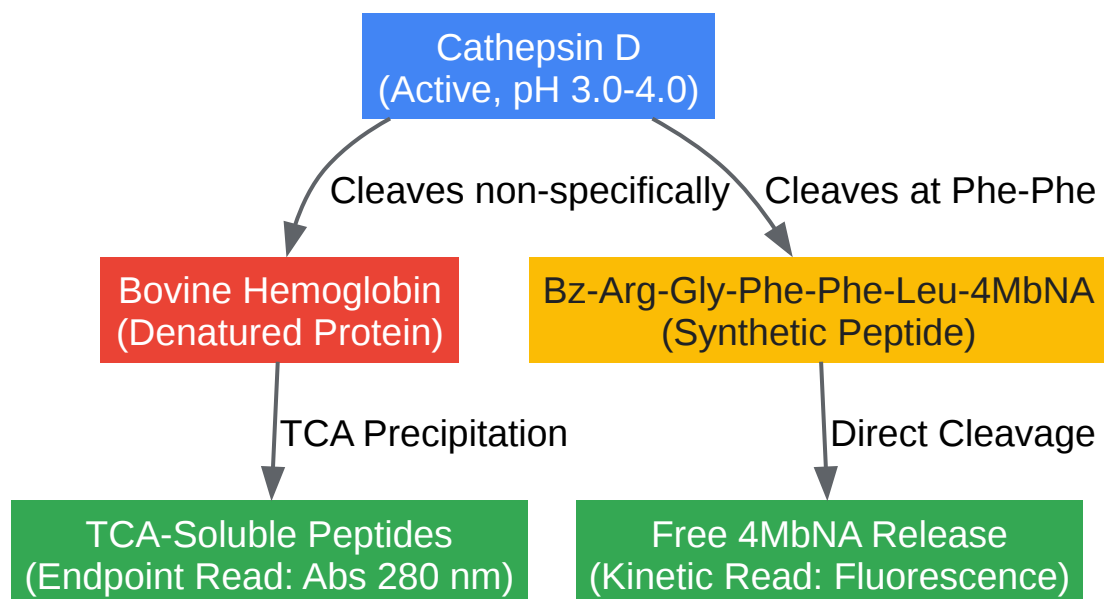 Cathepsin D
(Active, pH 3.0-4.0)
Cleaves non-specifically
Cleaves at Phe-Phe
Bovine Hemoglobin
(Denatured Protein)
Bz-Arg-Gly-Phe-Phe-Leu-4MbNA
(Synthetic Peptide)
TCA Precipitation
Direct Cleavage
TCA-Soluble Peptides
(Endpoint Read: Abs 280 nm)
Free 4MbNA Release
(Kinetic Read: Fluorescence)